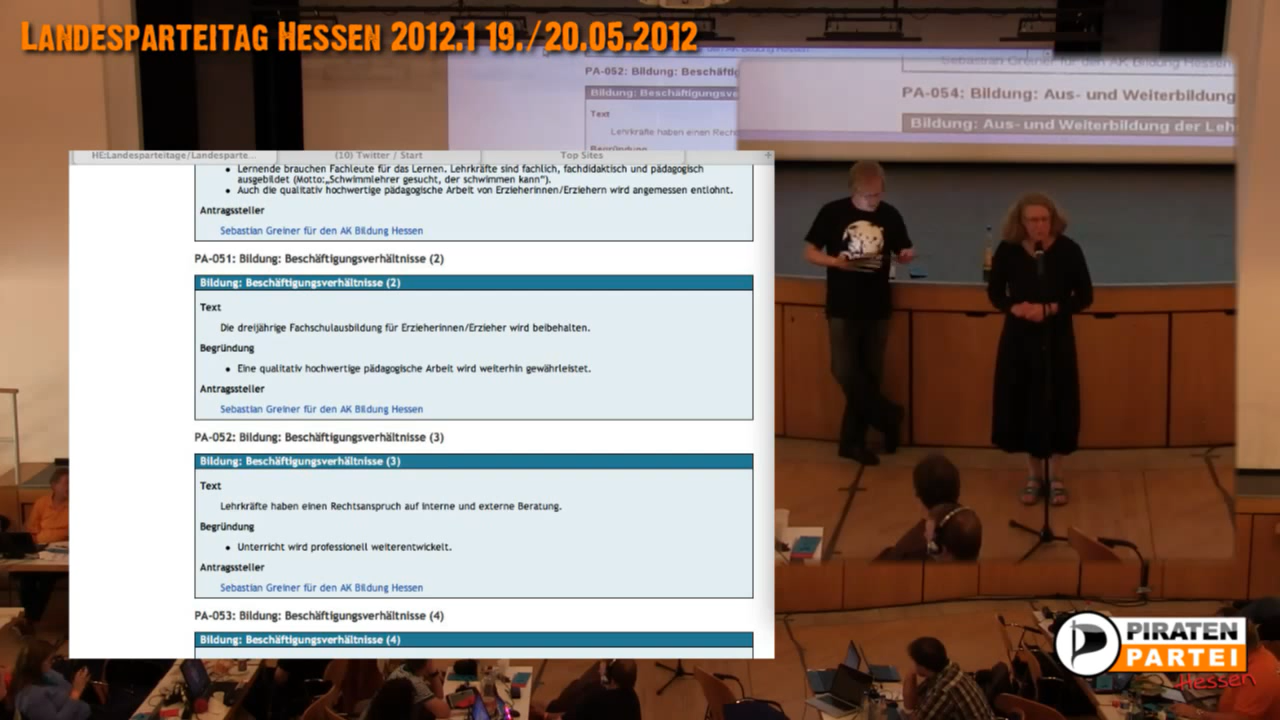 LANDESPARTEITAG HESSEN 2012.1 19./20.05.2012
PA-052: Bildung: Beschäftig
Bildung: Beschäftigungsve
Text
Lehrkräfte haben einen Rech
Begründung
Sebastian Greiner für den AK Bildung Hessen
PA-054: Bildung: Aus- und Weiterbildung
Bildung: Aus- und Weiterbildung der Leh
HE:Landesparteitage/Landesparte...
(10) Twitter / Start
Top Sites
+
• Lernende brauchen Fachleute für das Lernen. Lehrkräfte sind fachlich, fachdidaktisch und pädagogisch
ausgebildet (Motto:„Schwimmlehrer gesucht, der schwimmen kann“).
• Auch die qualitativ hochwertige pädagogische Arbeit von Erzieherinnen/Erziehern wird angemessen entlohnt.
Antragssteller
Sebastian Greiner für den AK Bildung Hessen
PA-051: Bildung: Beschäftigungsverhältnisse (2)
Bildung: Beschäftigungsverhältnisse (2)
Text
Die dreijährige Fachschulausbildung für Erzieherinnen/Erzieher wird beibehalten.
Begründung
• Eine qualitativ hochwertige pädagogische Arbeit wird weiterhin gewährleistet.
Antragssteller
Sebastian Greiner für den AK Bildung Hessen
PA-052: Bildung: Beschäftigungsverhältnisse (3)
Bildung: Beschäftigungsverhältnisse (3)
Text
Lehrkräfte haben einen Rechtsanspruch auf interne und externe Beratung.
Begründung
• Unterricht wird professionell weiterentwickelt.
Antragssteller
Sebastian Greiner für den AK Bildung Hessen
PA-053: Bildung: Beschäftigungsverhältnisse (4)
Bildung: Beschäftigungsverhältnisse (4)
PIRATEN
PARTEI
Hessen